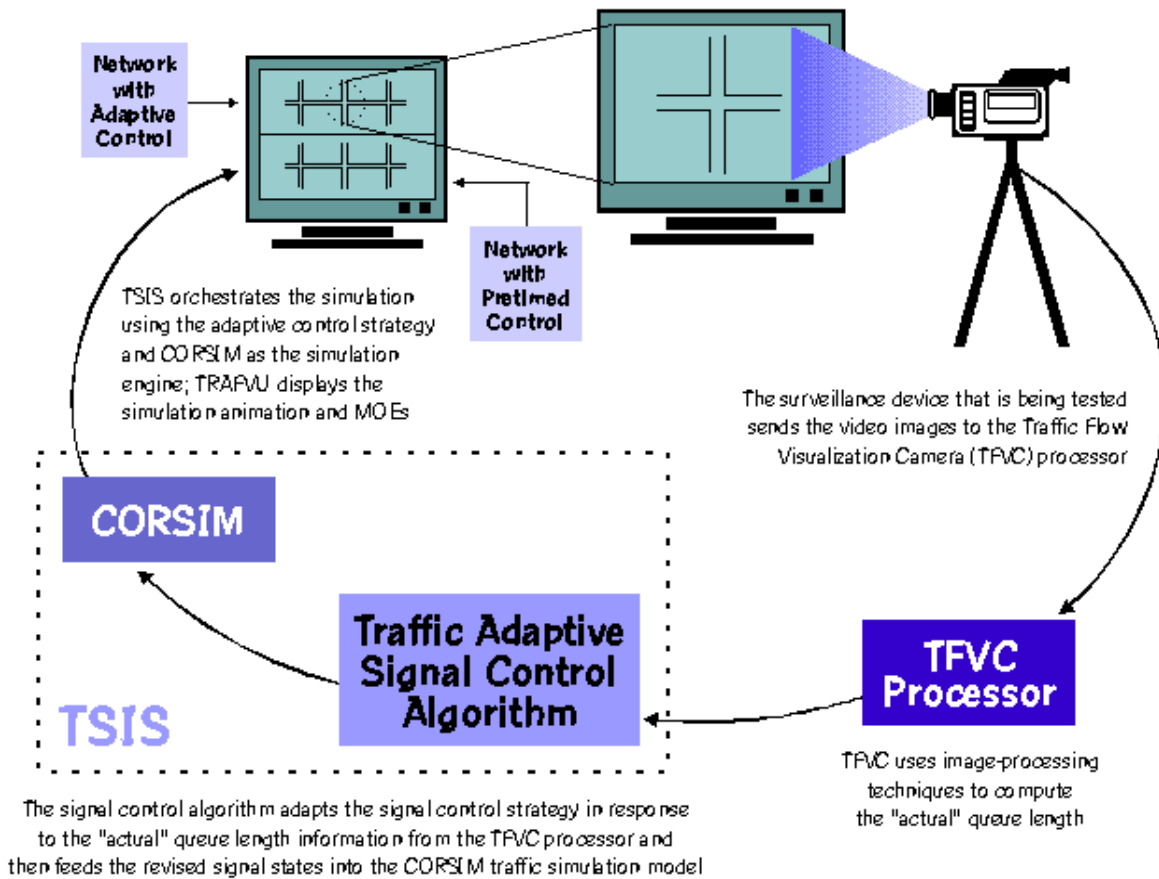 Network
with
Adaptive
Control
Network
with
Pretimed
Control
TSIS orchestrates the simulation
using the adaptive control strategy
and CORSIM as the simulation
engine; TRAFVU displays the
simulation animation and MOEs
The surveillance device that is being tested
sends the video images to the Traffic Flow
Visualization Camera (TFVC) processor
CORSIM
Traffic Adaptive
Signal Control
Algorithm
TSIS
TFVC
Processor
TFVC uses image-processing
techniques to compute
the "actual" queue length
The signal control algorithm adapts the signal control strategy in response
to the "actual" queue length information from the TFVC processor and
then feeds the revised signal states into the CORSIM traffic simulation model